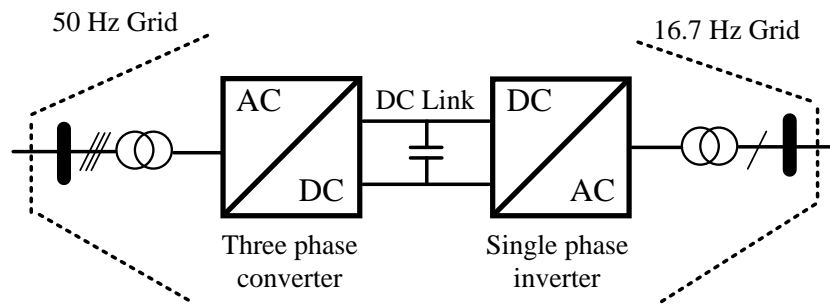 50 Hz Grid
16.7 Hz Grid
AC
DC
DC Link
DC
AC
Three phase
converter
Single phase
inverter